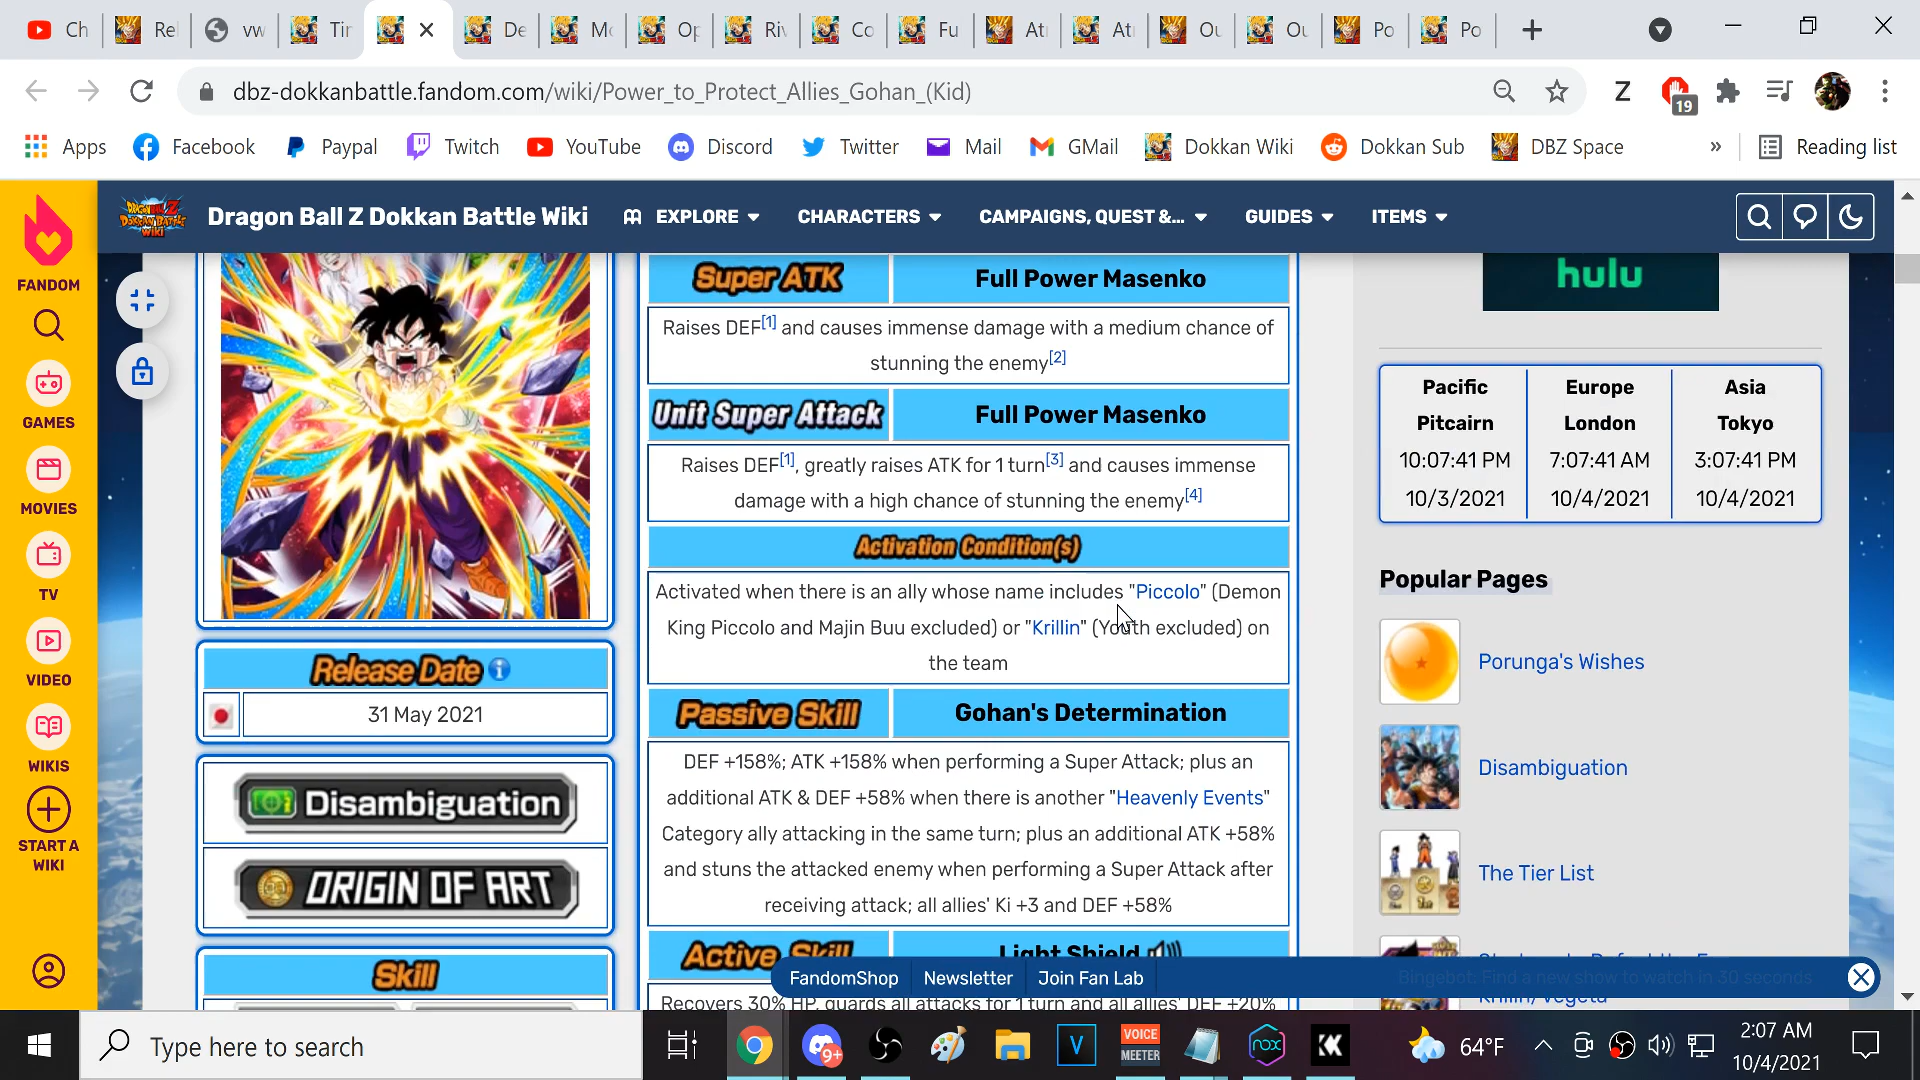 Ch
Re
vw
Tir
De
Mo
Op
Riv
Co
Fu
At
At
Ou
Ou
Po
Po
dbz-dokkanbattle.fandom.com/wiki/Power_to_Protect_Allies_Gohan_(Kid)
Z
19
Apps
Facebook
Paypal
Twitch
YouTube
Discord
Twitter
Mail
GMail
Dokkan Wiki
Dokkan Sub
DBZ Space
»
Reading list
Dragon Ball Z Dokkan Battle Wiki
EXPLORE
CHARACTERS
CAMPAIGNS, QUEST &...
GUIDES
ITEMS
FANDOM
GAMES
MOVIES
TV
VIDEO
WIKIS
START A
WIKI
Release Date
31 May 2021
Disambiguation
ORIGIN OF ART
Skill
Super ATK
Full Power Masenko
Raises DEF[1] and causes immense damage with a medium chance of
stunning the enemy[2]
Unit Super Attack
Full Power Masenko
Raises DEF[1], greatly raises ATK for 1 turn[3] and causes immense
damage with a high chance of stunning the enemy[4]
Activation Condition(s)
Activated when there is an ally whose name includes "Piccolo" (Demon
King Piccolo and Majin Buu excluded) or "Krillin" (Youth excluded) on
the team
Passive Skill
Gohan's Determination
DEF +158%; ATK +158% when performing a Super Attack; plus an
additional ATK & DEF +58% when there is another "Heavenly Events"
Category ally attacking in the same turn; plus an additional ATK +58%
and stuns the attacked enemy when performing a Super Attack after
receiving attack; all allies' Ki +3 and DEF +58%
Active Skill
Light Shield
Recovers 30% HP, guards all attacks for 1 turn and all allies' DEF +20%
hulu
Pacific
Pitcairn
10:07:41 PM
10/3/2021
Europe
London
7:07:41 AM
10/4/2021
Asia
Tokyo
3:07:41 PM
10/4/2021
Popular Pages
Porunga's Wishes
Disambiguation
The Tier List
Krillin/Vegeta
Bingebot: Find a new show to watch in 30 seconds
FandomShop
Newsletter
Join Fan Lab
Type here to search
9+
V
VOICE
MEETER
nox
64°F
2:07 AM
10/4/2021